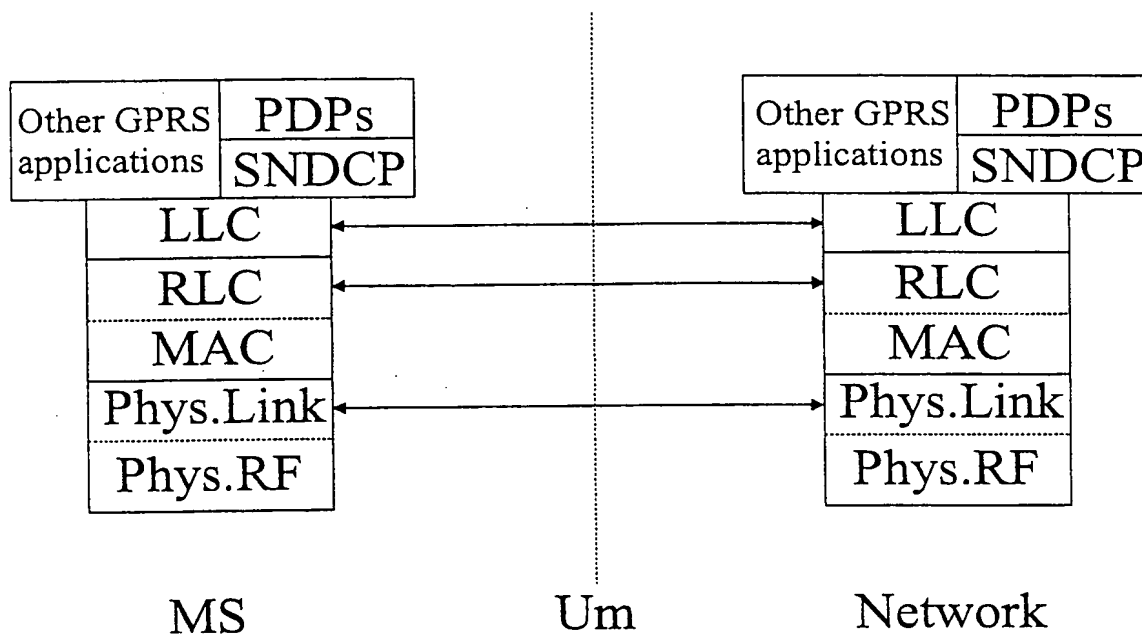 Other GPRS
applications
PDPs
SNDCP
LLC
RLC
MAC
Phys.Link
Phys.RF
MS
Um
Other GPRS
applications
PDPs
SNDCP
LLC
RLC
MAC
Phys.Link
Phys.RF
Network